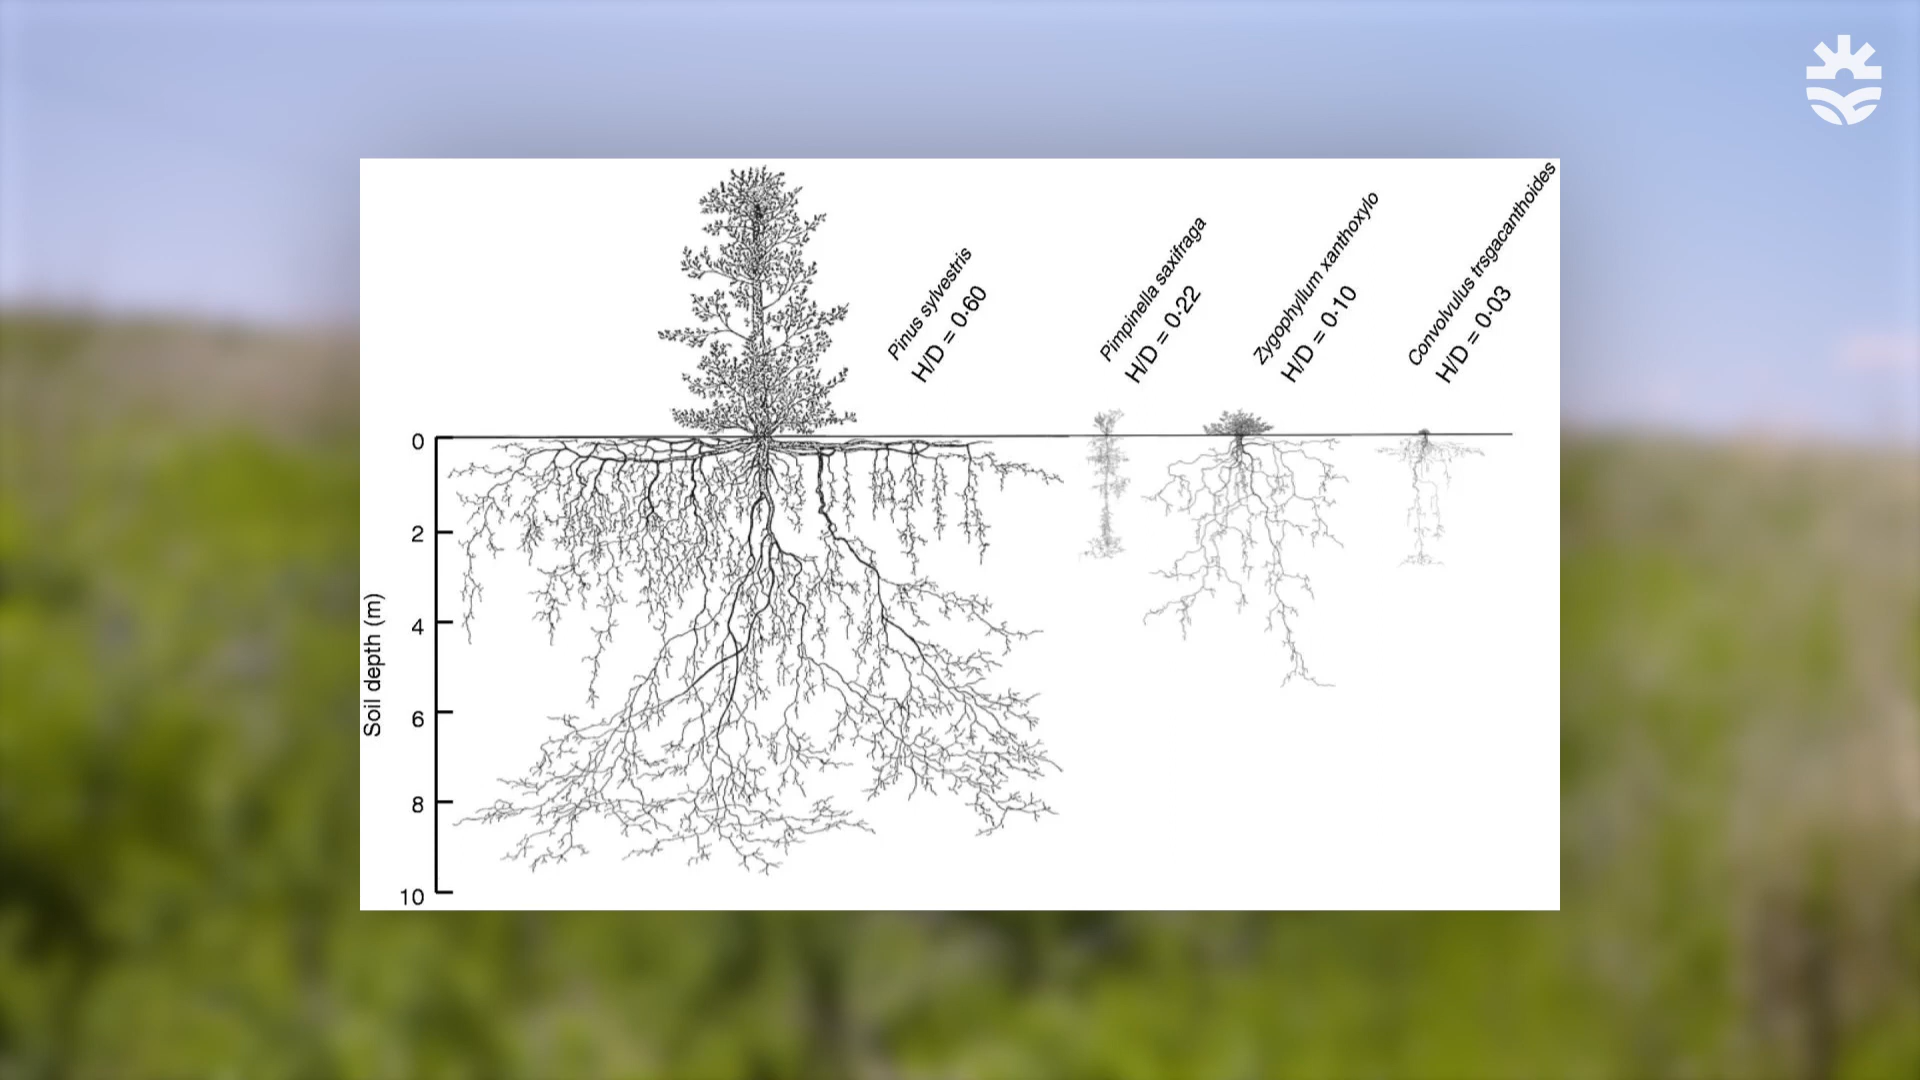 Pinus sylvestris
H/D = 0·60
Pimpinella saxifraga
H/D = 0·22
Zygophyllum xanthoxylo
H/D = 0·10
Convolvulus trsgacanthoides
H/D = 0·03
Soil depth (m)
0
2
4
6
8
10